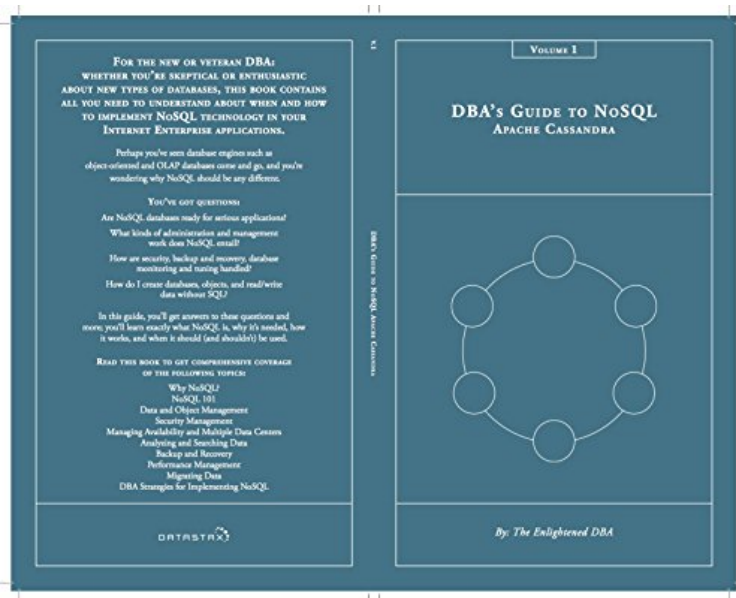 FOR THE NEW OR VETERAN DBA:
WHETHER YOU'RE SKEPTICAL OR ENTHUSIASTIC
ABOUT NEW TYPES OF DATABASES, THIS BOOK CONTAINS
ALL YOU NEED TO UNDERSTAND ABOUT WHEN AND HOW
TO IMPLEMENT NOSQL TECHNOLOGY IN YOUR
INTERNET ENTERPRISE APPLICATIONS.
Perhaps you've seen database engines such as
object-oriented and OLAP databases come and go, and you're
wondering why NoSQL should be any different.
YOU'VE GOT QUESTIONS:
Are NoSQL databases ready for serious applications?
What kinds of administration and management
work does NoSQL entail?
How are security, backup and recovery, database
monitoring and tuning handled?
How do I create databases, objects, and read/write
data without SQL?
In this guide, you'll get answers to these questions and
more; you'll learn exactly what NoSQL is, why it's needed, how
it works, and when it should (and shouldn't) be used.
READ THIS BOOK TO GET COMPREHENSIVE COVERAGE
OF THE FOLLOWING TOPICS:
Why NoSQL?
NoSQL 101
Data and Object Management
Security Management
Managing Availability and Multiple Data Centers
Analyzing and Searching Data
Backup and Recovery
Performance Management
Migrating Data
DBA Strategies for Implementing NoSQL
DATASTAX
V.1
DBA'S GUIDE TO NOSQL APACHE CASSANDRA
VOLUME 1
DBA'S GUIDE TO NOSQL
APACHE CASSANDRA
By: The Enlightened DBA